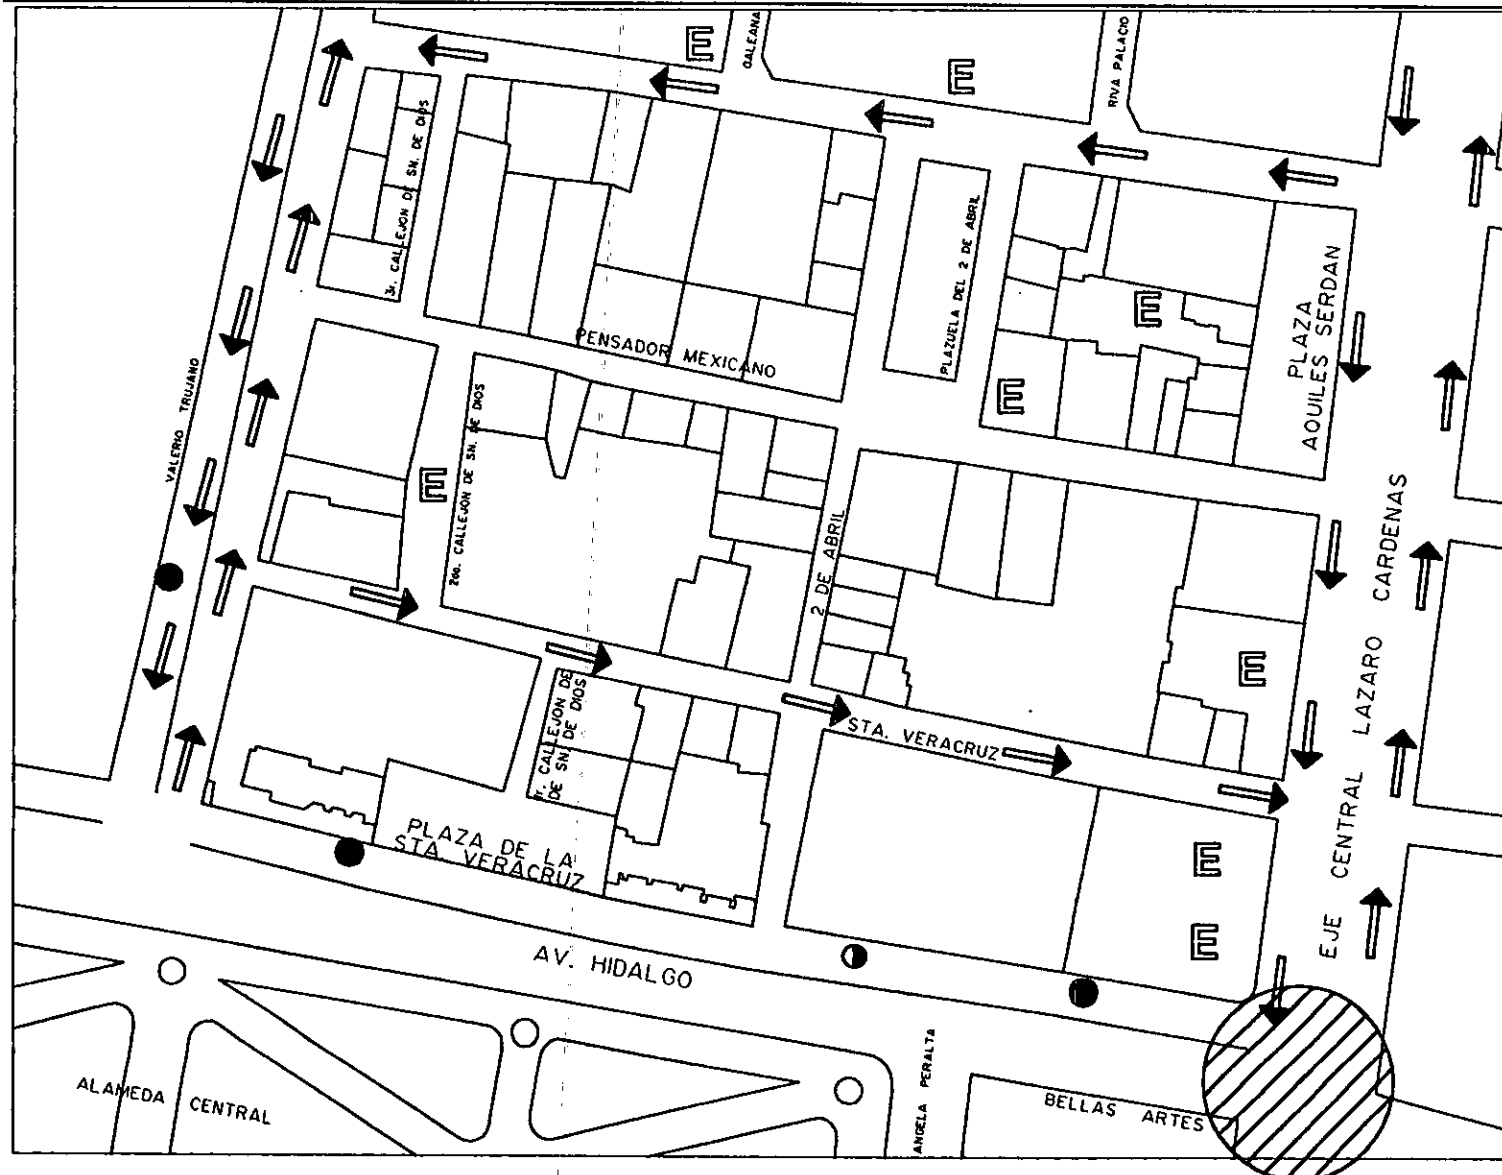 E
GALEANA
E
RIVA PALACIO
3r. CALLEJON DE SN. DE DIOS
PLAZUELA DEL 2 DE ABRIL
E
PLAZA
AQUILES SERDAN
PENSADOR MEXICANO
VALERIO TRUJANO
E
E
2do. CALLEJON DE SN. DE DIOS
2 DE ABRIL
EJE CENTRAL LAZARO CARDENAS
E
1r. CALLEJON DE
DE SN. DE DIOS
STA. VERACRUZ
PLAZA DE LA
STA. VERACRUZ
E
E
AV. HIDALGO
ANGELA PERALTA
ALAMEDA CENTRAL
BELLAS ARTES